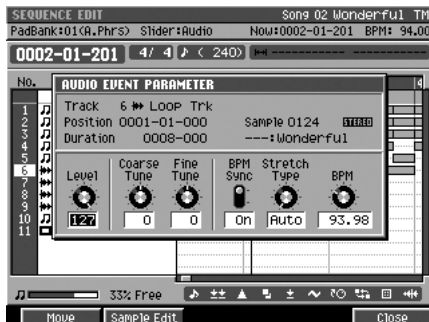 SEQUENCE EDIT Song 02 Wonderful TM
PadBank:01(A.Phrs) Slider:Audio Now:0002-01-201 BPM: 94.00
0002-01-201 4/ 4 ♪ < 240)
No.
AUDIO EVENT PARAMETER
Track 6 Loop Trk
Position 0001-01-000 Sample 0124 STEREO
Duration 0008-000 ---:Wonderful
Level Coarse Tune Fine Tune BPM Sync Stretch Type BPM
127 0 0 On Auto 93.98
1
2
3
4
5
6
7
8
9
10
11
33% Free
Move Sample Edit Close